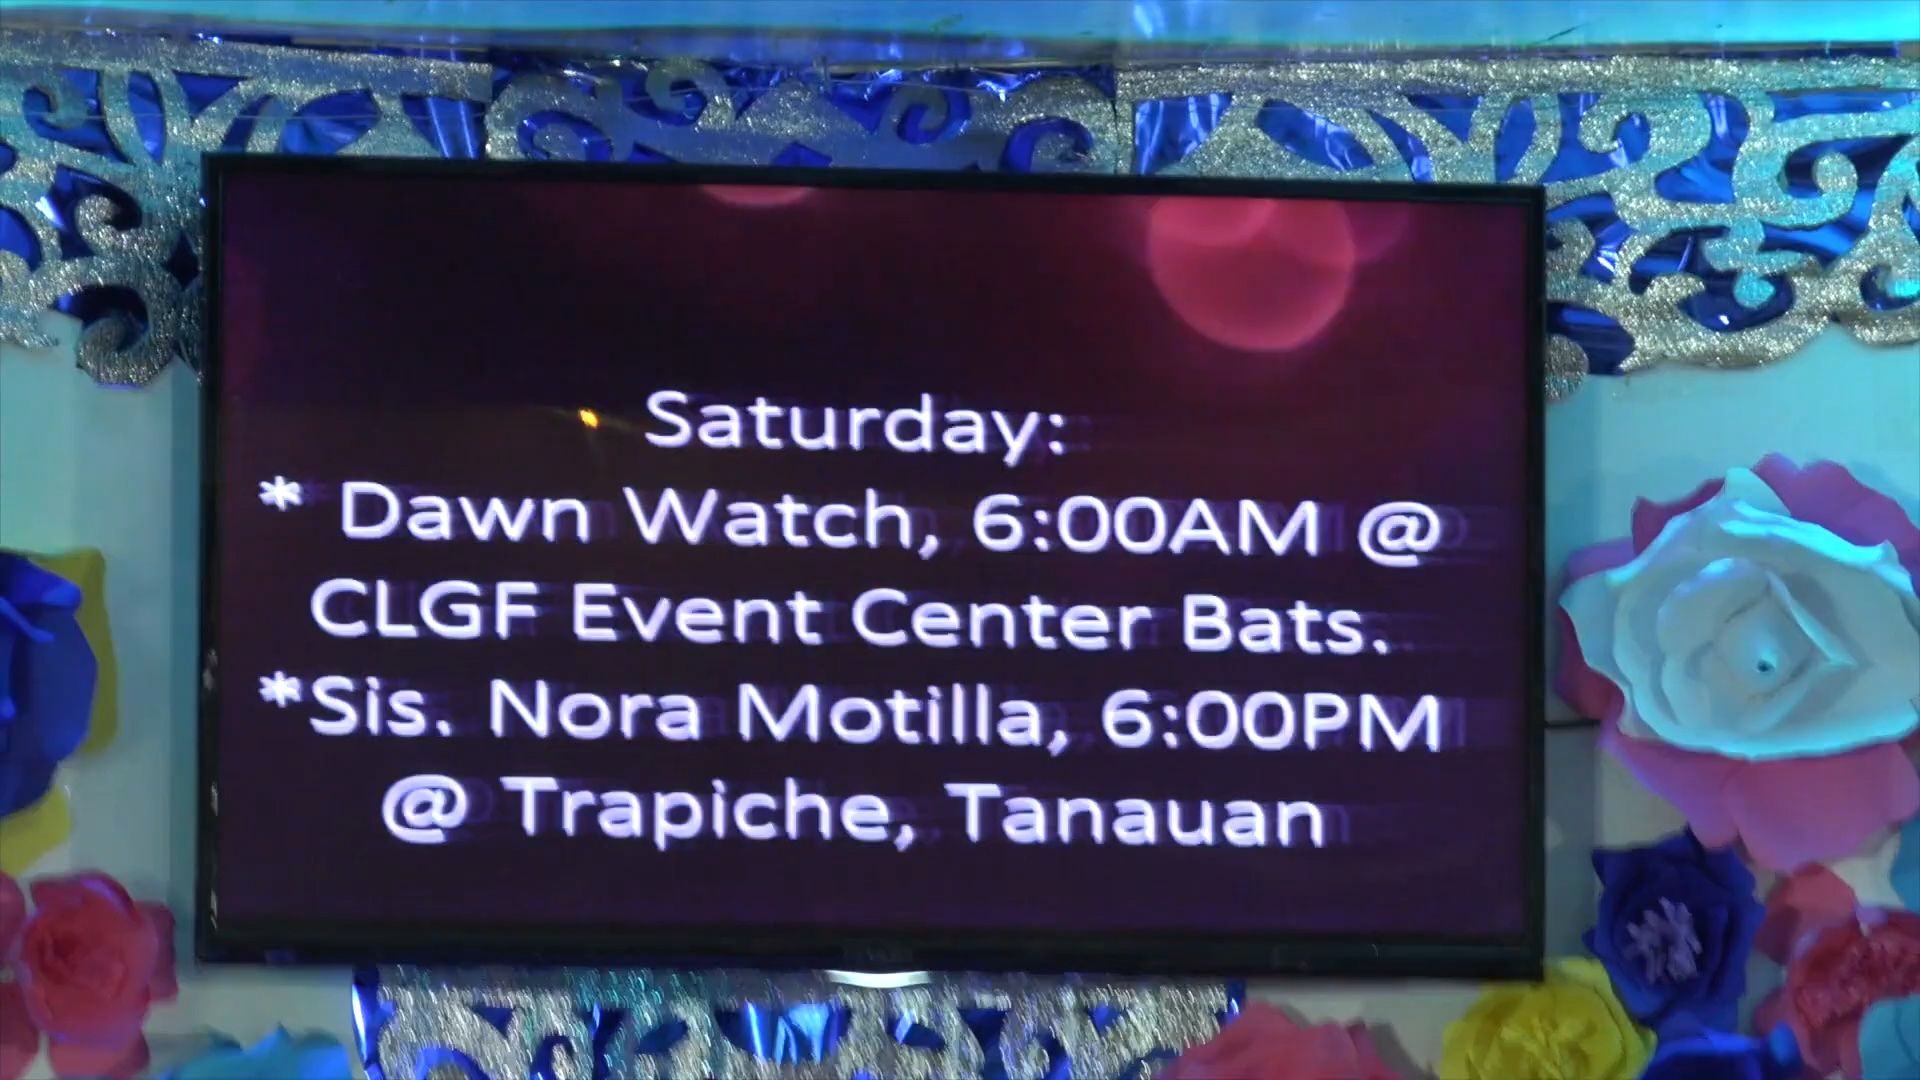 Saturday:
* Dawn Watch, 6:00AM @
CLGF Event Center Bats.
*Sis. Nora Motilla, 6:00PM
@ Trapiche, Tanauan